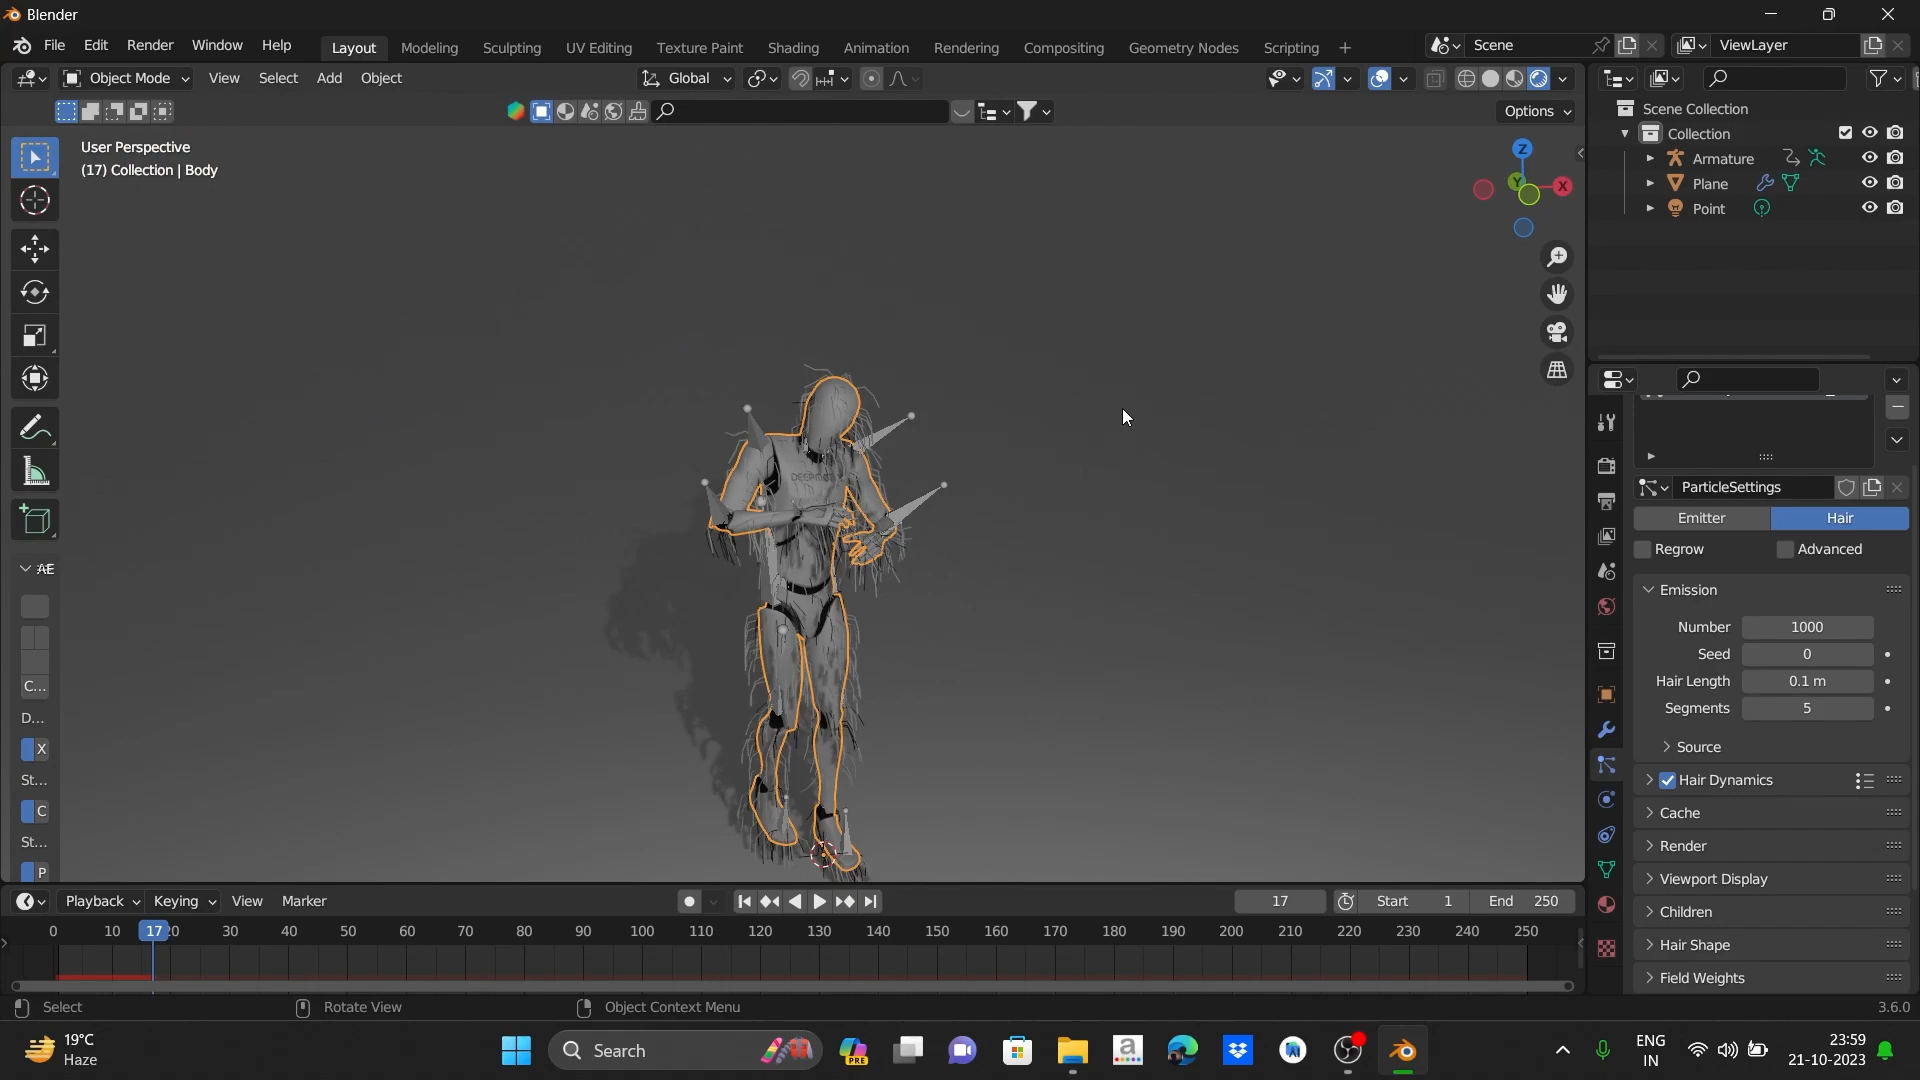 Blender
File Edit Render Window Help Layout Modeling Sculpting UV Editing Texture Paint Shading Animation Rendering Compositing Geometry Nodes Scripting + Scene ViewLayer
Object Mode View Select Add Object Global
Options
User Perspective
(17) Collection | Body
Z
Y
X
Scene Collection
Collection
Armature
Plane
Point
ParticleSettings
Emitter Hair
Regrow Advanced
Emission
Number 1000
Seed 0
Hair Length 0.1 m
Segments 5
Source
Hair Dynamics
Cache
Render
Viewport Display
Children
Hair Shape
Field Weights
AE
C...
D...
X
St...
C
St...
P
Playback Keying View Marker 17 Start 1 End 250
0 10 17 20 30 40 50 60 70 80 90 100 110 120 130 140 150 160 170 180 190 200 210 220 230 240 250
Select Rotate View Object Context Menu 3.6.0
19°C
Haze
Search
PRE
a
ENG
IN
23:59
21-10-2023